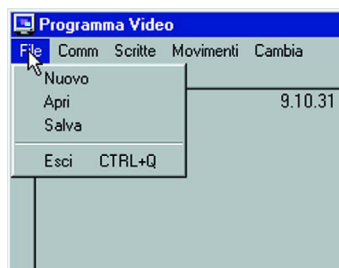 Programma Video
File Comm Scritte Movimenti Cambia
Nuovo
Apri
9.10.31
Salva
Esci CTRL+Q